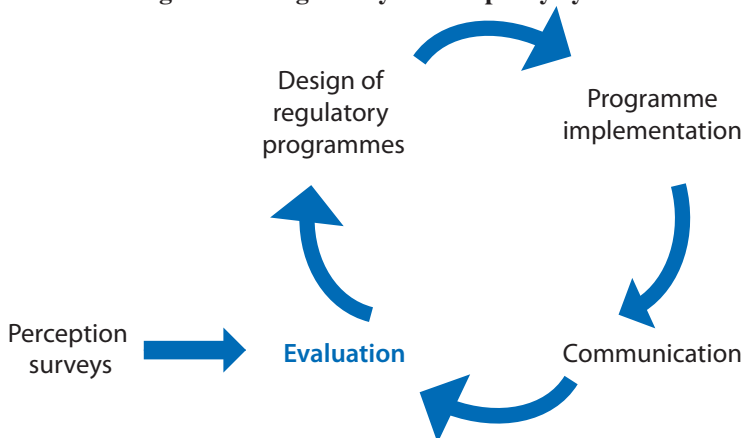 Design of
regulatory
programmes
Programme
implementation
Perception
surveys
Evaluation
Communication